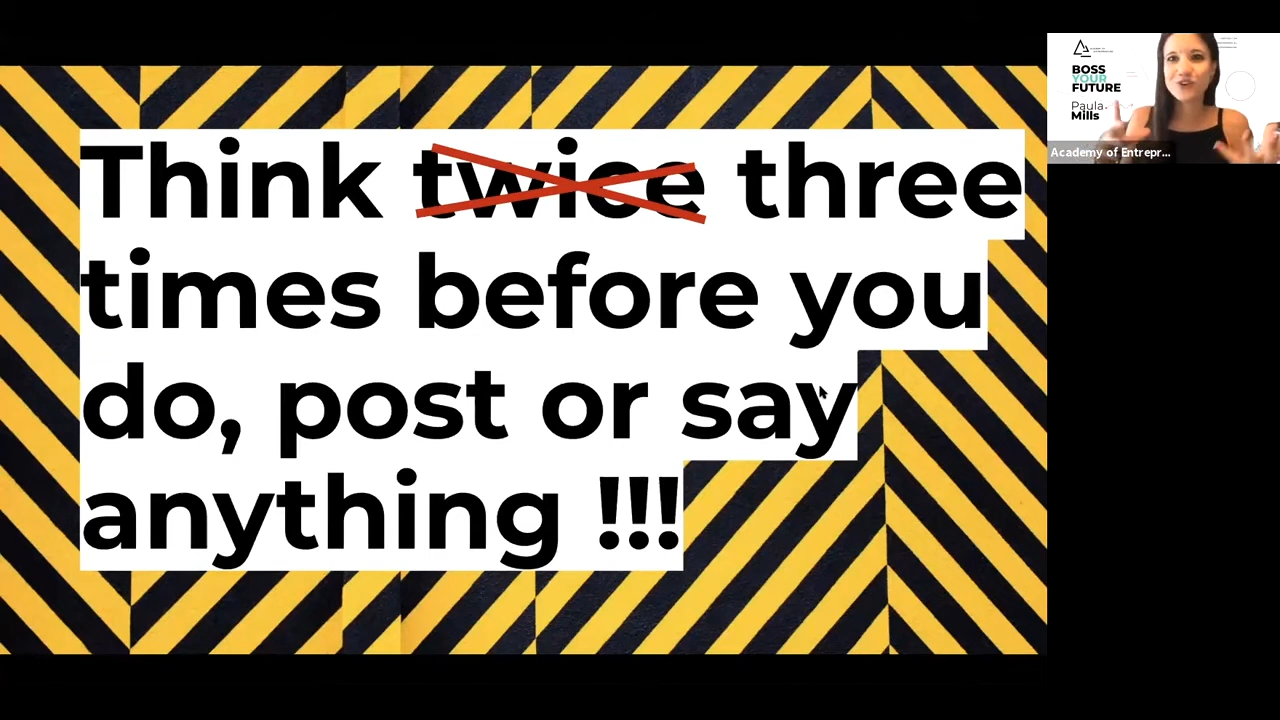 Think twice three
times before you
do, post or say
anything !!!
BOSS
YOUR
FUTURE
Paula
Mills
Academy of Entrepr...